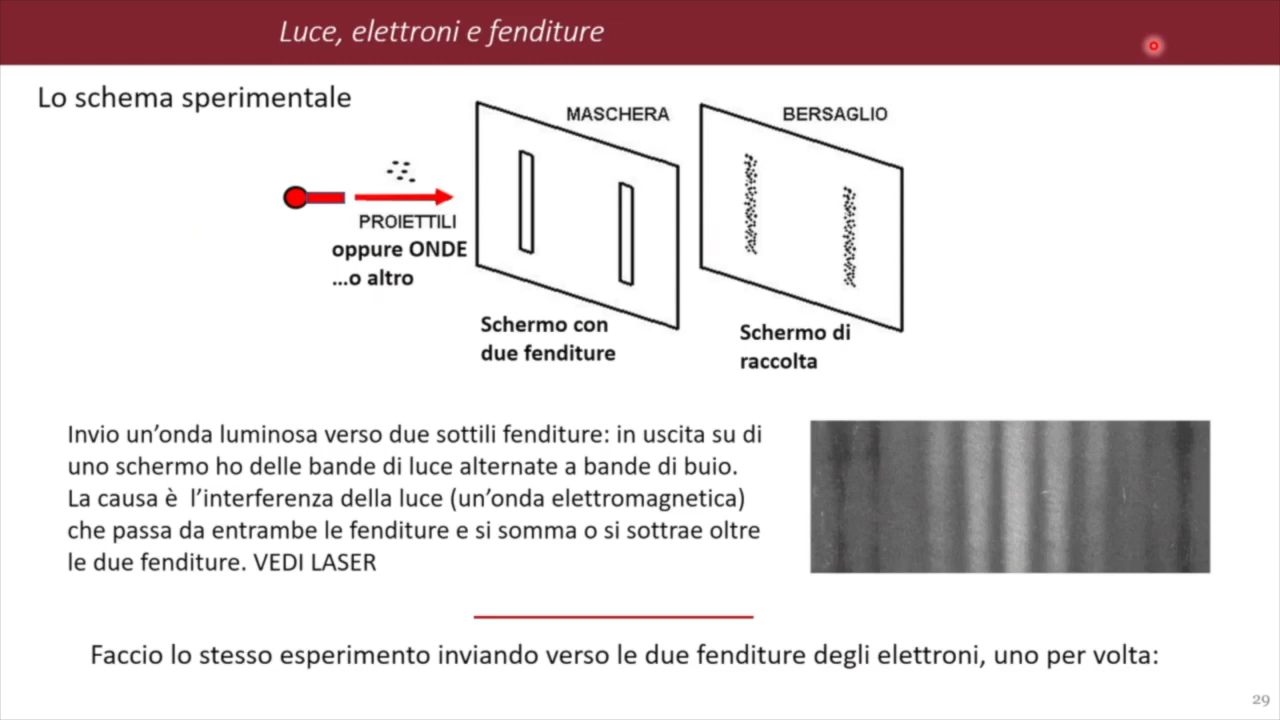 Luce, elettroni e fenditure
Lo schema sperimentale
MASCHERA
BERSAGLIO
PROIETTILI
oppure ONDE
...o altro
Schermo con
due fenditure
Schermo di
raccolta
Invio un'onda luminosa verso due sottili fenditure: in uscita su di
uno schermo ho delle bande di luce alternate a bande di buio.
La causa è l'interferenza della luce (un'onda elettromagnetica)
che passa da entrambe le fenditure e si somma o si sottrae oltre
le due fenditure. VEDI LASER
Faccio lo stesso esperimento inviando verso le due fenditure degli elettroni, uno per volta:
29